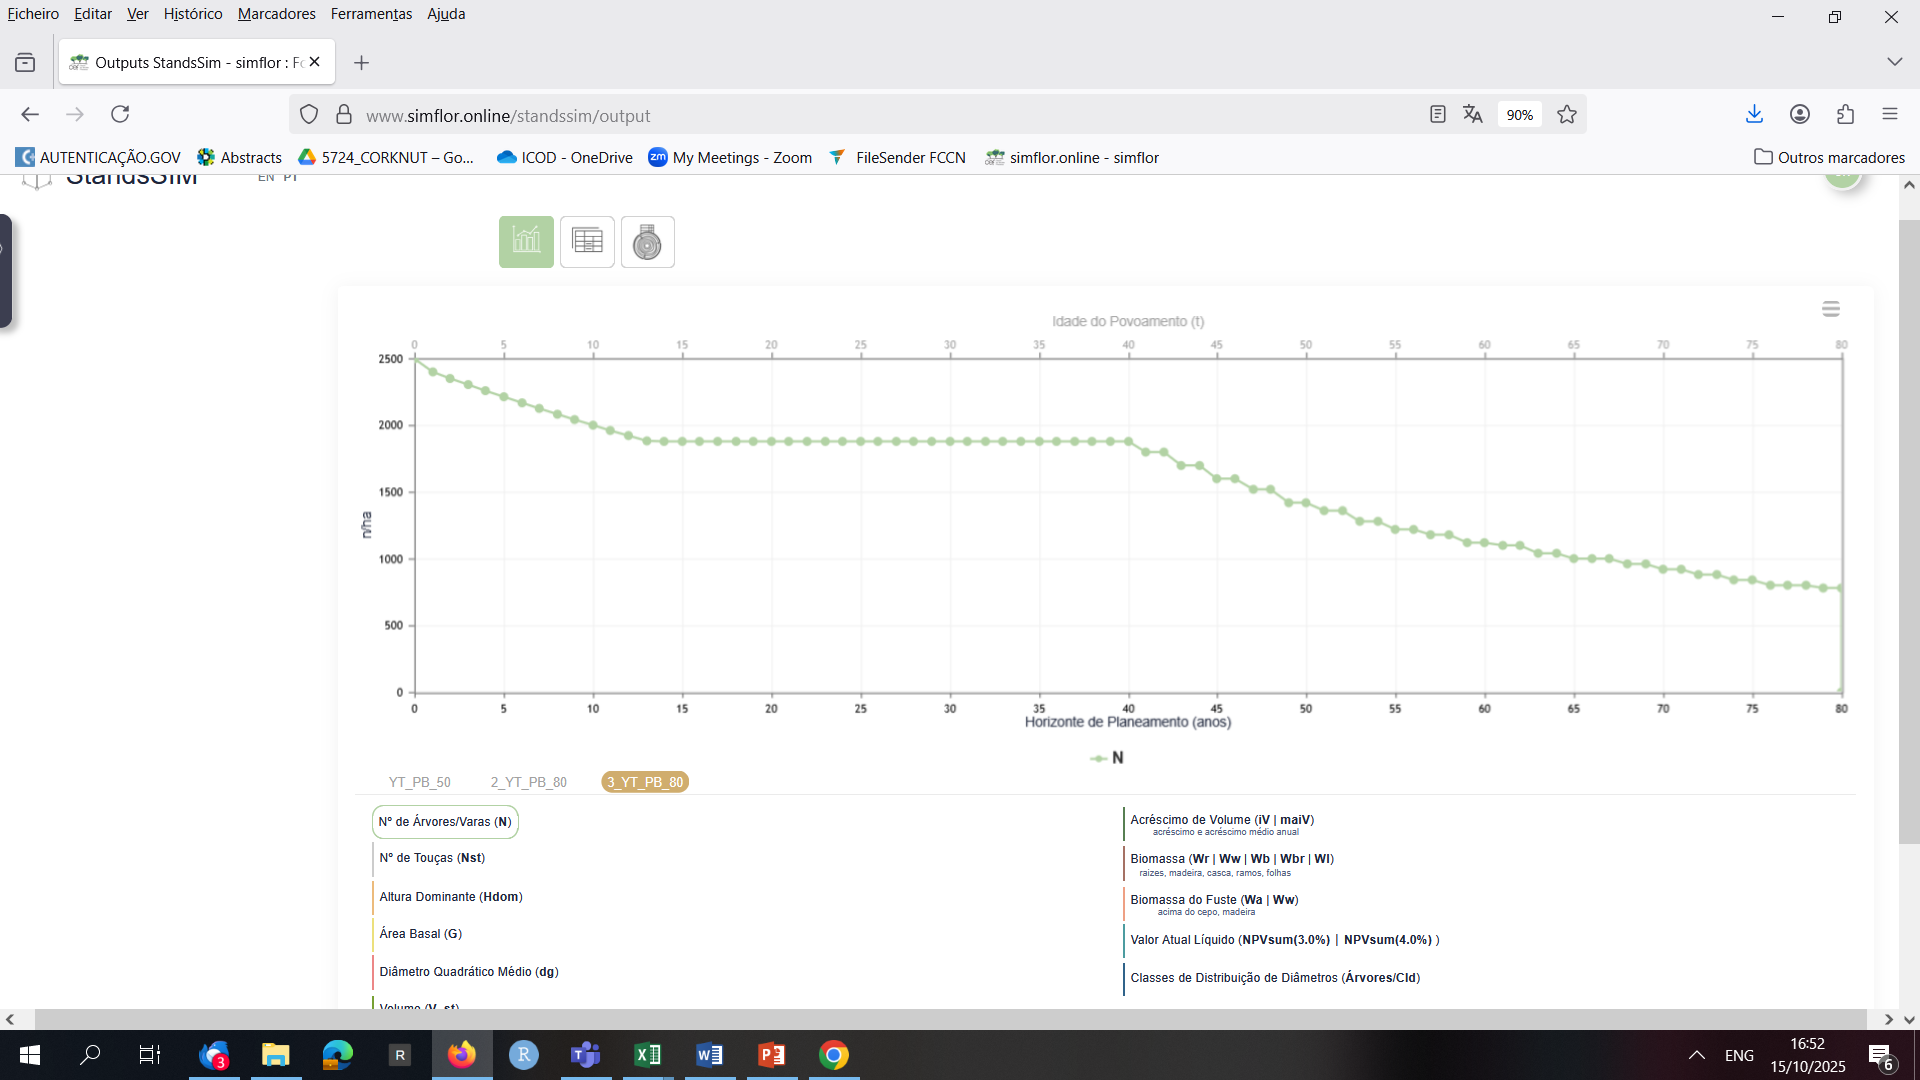 Ficheiro Editar Ver Histórico Marcadores Ferramentas Ajuda
Outputs StandsSim - simflor : Fo
www.simflor.online/standssim/output
90%
AUTENTICAÇÃO.GOV Abstracts 5724_CORKNUT – Go... ICOD - OneDrive zm My Meetings - Zoom FileSender FCCN simflor.online - simflor Outros marcadores
StandsSIM EN PT
Idade do Povoamento (t)
0 5 10 15 20 25 30 35 40 45 50 55 60 65 70 75 80
2500
2000
1500
n/ha
1000
500
0
0 5 10 15 20 25 30 35 40 45 50 55 60 65 70 75 80
Horizonte de Planeamento (anos)
N
YT_PB_50 2_YT_PB_80 3_YT_PB_80
Nº de Árvores/Varas (N)
Nº de Touças (Nst)
Altura Dominante (Hdom)
Área Basal (G)
Diâmetro Quadrático Médio (dg)
Volume (V_st)
Acréscimo de Volume (iV | maiV)
acréscimo e acréscimo médio anual
Biomassa (Wr | Ww | Wb | Wbr | Wl)
raizes, madeira, casca, ramos, folhas
Biomassa do Fuste (Wa | Ww)
acima do cepo, madeira
Valor Atual Líquido (NPVsum(3.0%) | NPVsum(4.0%) )
Classes de Distribuição de Diâmetros (Árvores/Cld)
3 R R X W P
ENG
16:52
15/10/2025
6